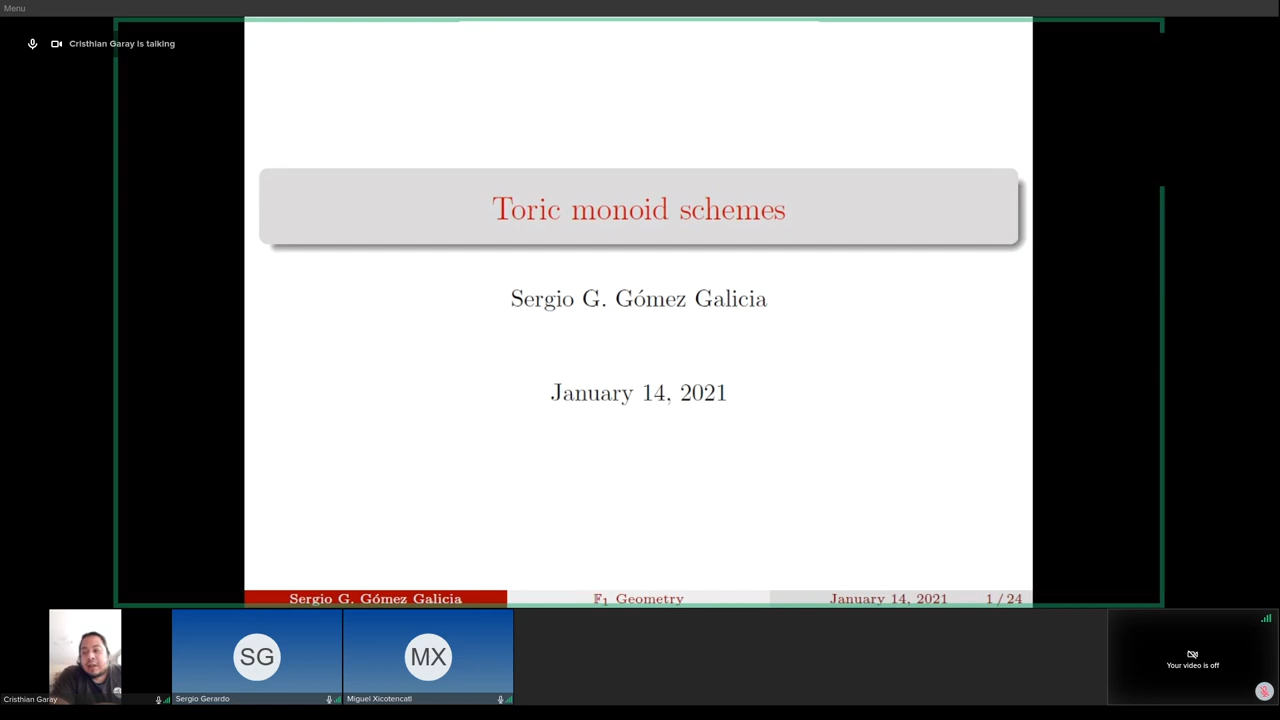 Menu
Cristhian Garay is talking
Toric monoid schemes
Sergio G. Gómez Galicia
January 14, 2021
Sergio G. Gómez Galicia 𝔽₁ Geometry January 14, 2021 1 / 24
SG
MX
Your video is off
Cristhian Garay
Sergio Gerardo
Miguel Xicotencatl